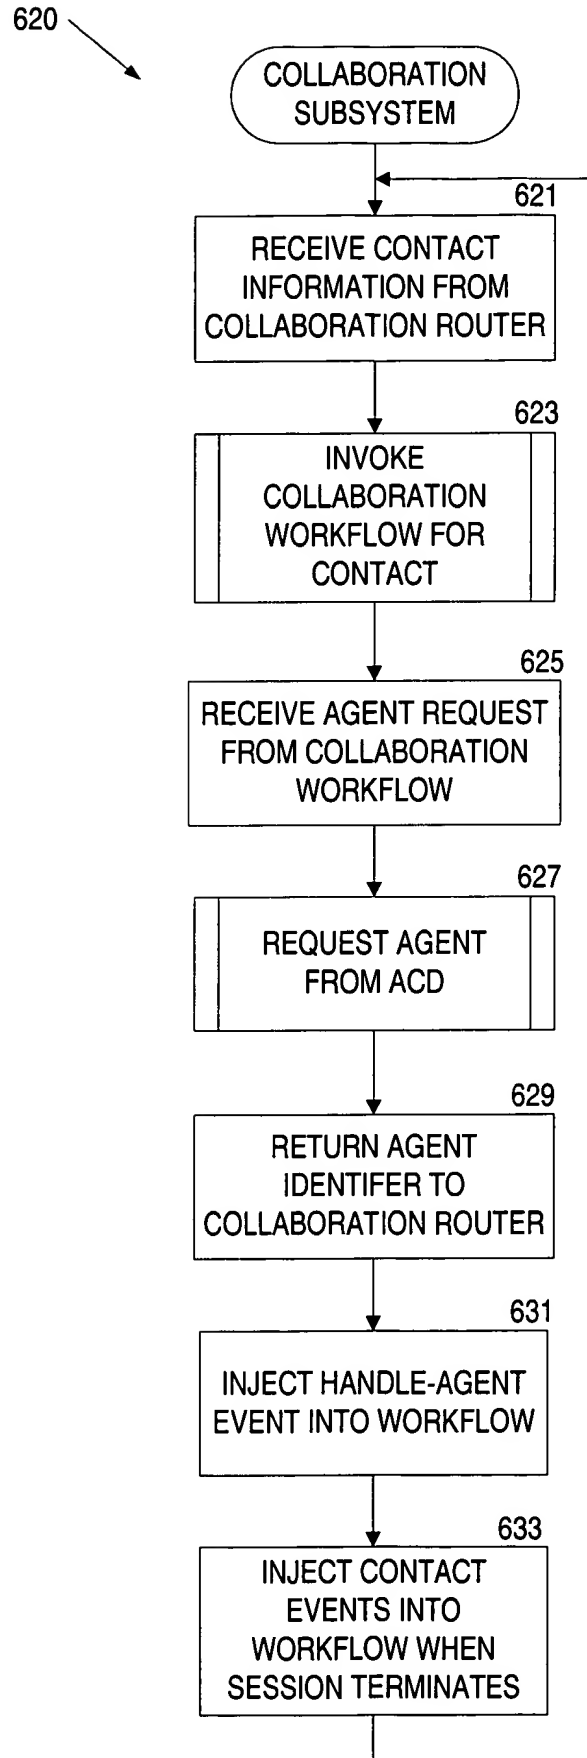 620
COLLABORATION
SUBSYSTEM
621
RECEIVE CONTACT
INFORMATION FROM
COLLABORATION ROUTER
623
INVOKE
COLLABORATION
WORKFLOW FOR
CONTACT
625
RECEIVE AGENT REQUEST
FROM COLLABORATION
WORKFLOW
627
REQUEST AGENT
FROM ACD
629
RETURN AGENT
IDENTIFER TO
COLLABORATION ROUTER
631
INJECT HANDLE-AGENT
EVENT INTO WORKFLOW
633
INJECT CONTACT
EVENTS INTO
WORKFLOW WHEN
SESSION TERMINATES